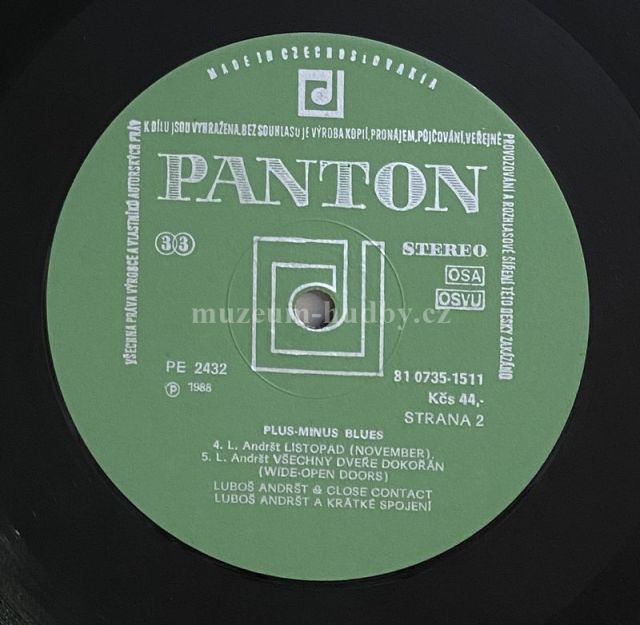 MADE IN CZECHOSLOVAKIA
VŠECHNA PRÁVA VÝROBCE A VLASTNÍKŮ AUTORSKÝCH PRÁV
K DÍLU JSOU VYHRAŽENA. BEZ SOUHLASU JE VÝROBA KOPIÍ, PRONÁJEM, PŮJČOVÁNÍ, VEŘEJNÉ
PROVOZOVÁNÍ A ROZHLASOVÉ ŠÍŘENÍ TÉTO DESKY ZAKÁZÁNO
PANTON
33
STEREO
OSA
OSVU
muzeum-hudby.cz
PE 2432
℗ 1988
81 0735-1511
Kčs 44,-
STRANA 2
PLUS-MINUS BLUES
4. L. Andršt LISTOPAD (NOVEMBER),
5. L. Andršt VŠECHNY DVEŘE DOKOŘÁN
(WIDE-OPEN DOORS)
LUBOŠ ANDRŠT & CLOSE CONTACT
LUBOŠ ANDRŠT A KRÁTKÉ SPOJENÍ